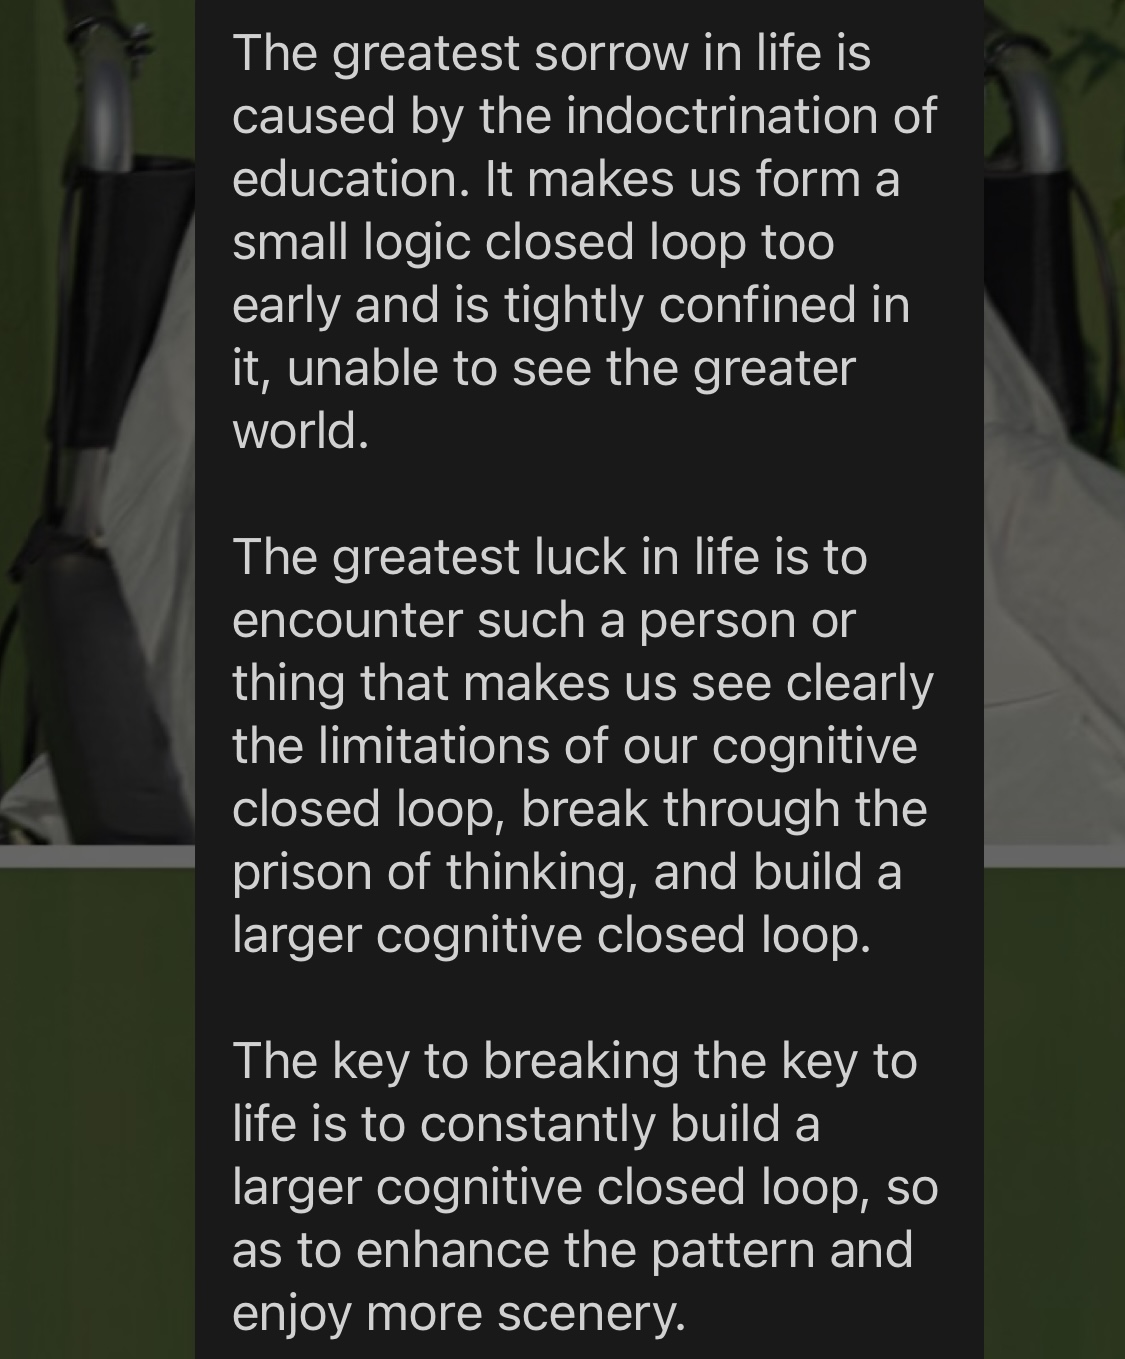 The greatest sorrow in life is
caused by the indoctrination of
education. It makes us form a
small logic closed loop too
early and is tightly confined in
it, unable to see the greater
world.
The greatest luck in life is to
encounter such a person or
thing that makes us see clearly
the limitations of our cognitive
closed loop, break through the
prison of thinking, and build a
larger cognitive closed loop.
The key to breaking the key to
life is to constantly build a
larger cognitive closed loop, so
as to enhance the pattern and
enjoy more scenery.